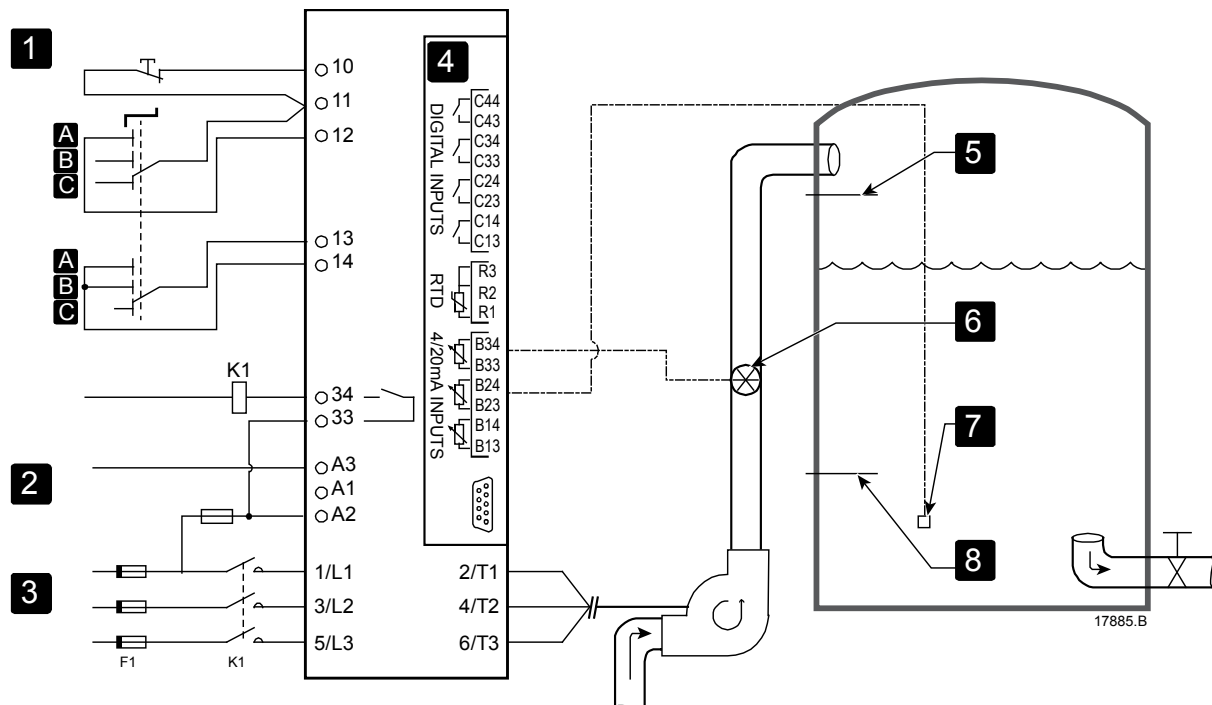 1
10
11
12
A
B
C
13
14
A
B
C
K1
34
33
2
A3
A1
A2
3
1/L1
3/L2
5/L3
F1
K1
2/T1
4/T2
6/T3
4
DIGITAL INPUTS
C44
C43
C34
C33
C24
C23
C14
C13
RTD
R3
R2
R1
4/20mA INPUTS
B34
B33
B24
B23
B14
B13
5
6
7
8
17885.B